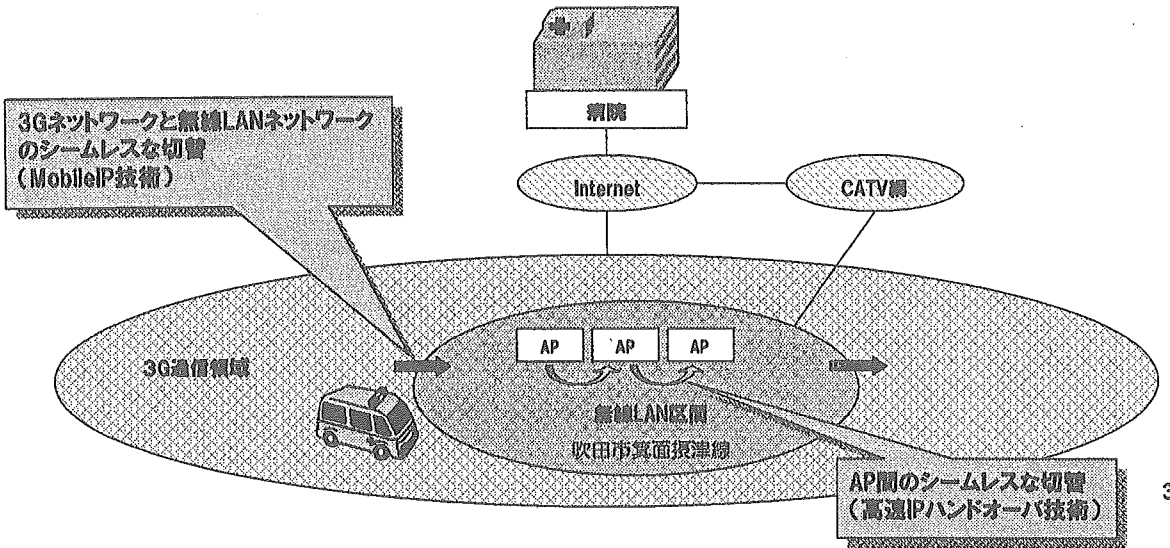 病院
3Gネットワークと無線LANネットワーク
のシームレスな切替
(MobileIP技術)
Internet
CATV網
AP
AP
AP
3G通信領域
無線LAN区間
吹田市箕面摂津線
AP間のシームレスな切替
(高速IPハンドオーバ技術)
3